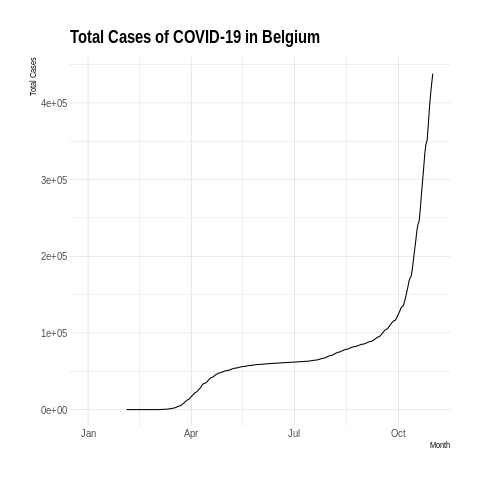 Total Cases of COVID-19 in Belgium
Total Cases
4e+05
3e+05
2e+05
1e+05
0e+00
Jan Apr Jul Oct
Month